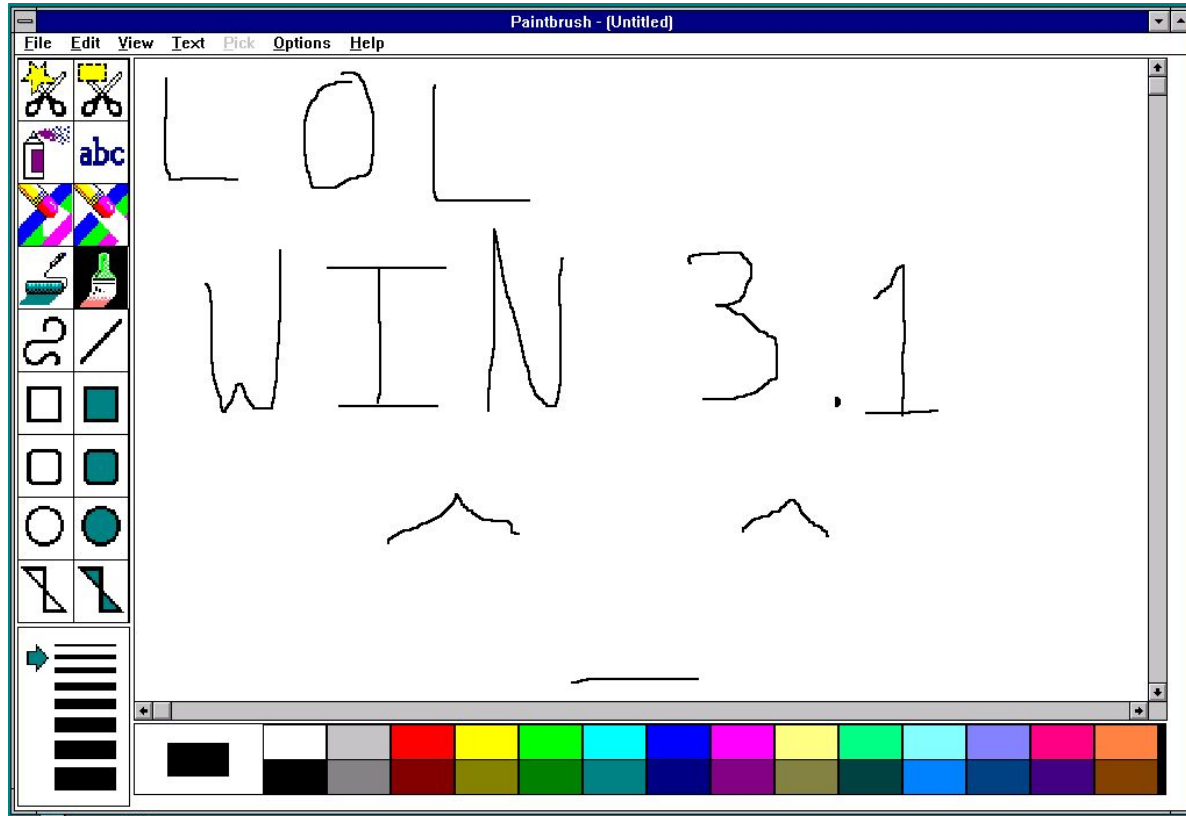 Paintbrush - (Untitled)
File Edit View Text Pick Options Help
abc
LOL
WIN 3.1